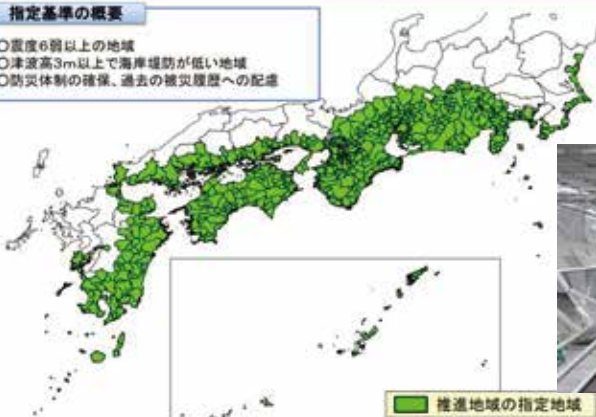 指定基準の概要
〇震度6弱以上の地域
〇津波高3m以上で海岸堤防が低い地域
〇防災体制の確保、過去の被災履歴への配慮
推進地域の指定地域